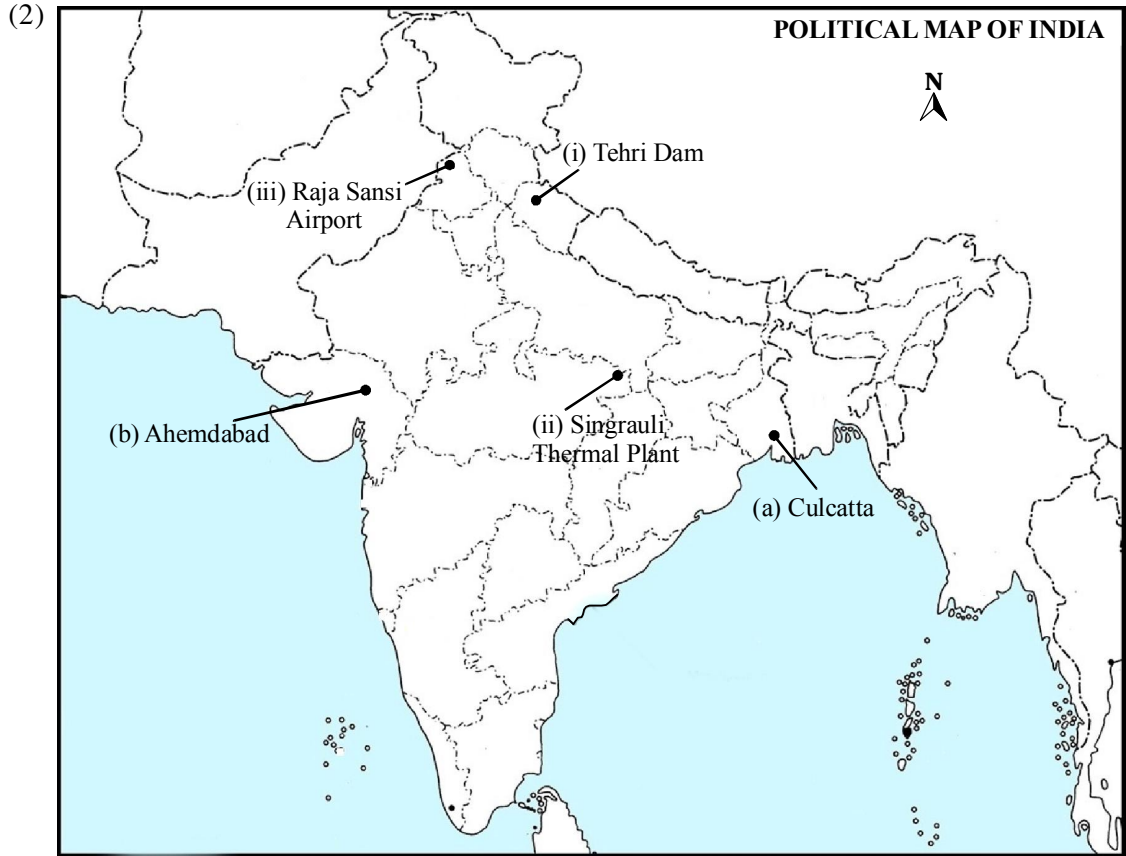 (2)
POLITICAL MAP OF INDIA
N
(i) Tehri Dam
(iii) Raja Sansi
Airport
(b) Ahemdabad
(ii) Singrauli
Thermal Plant
(a) Culcatta